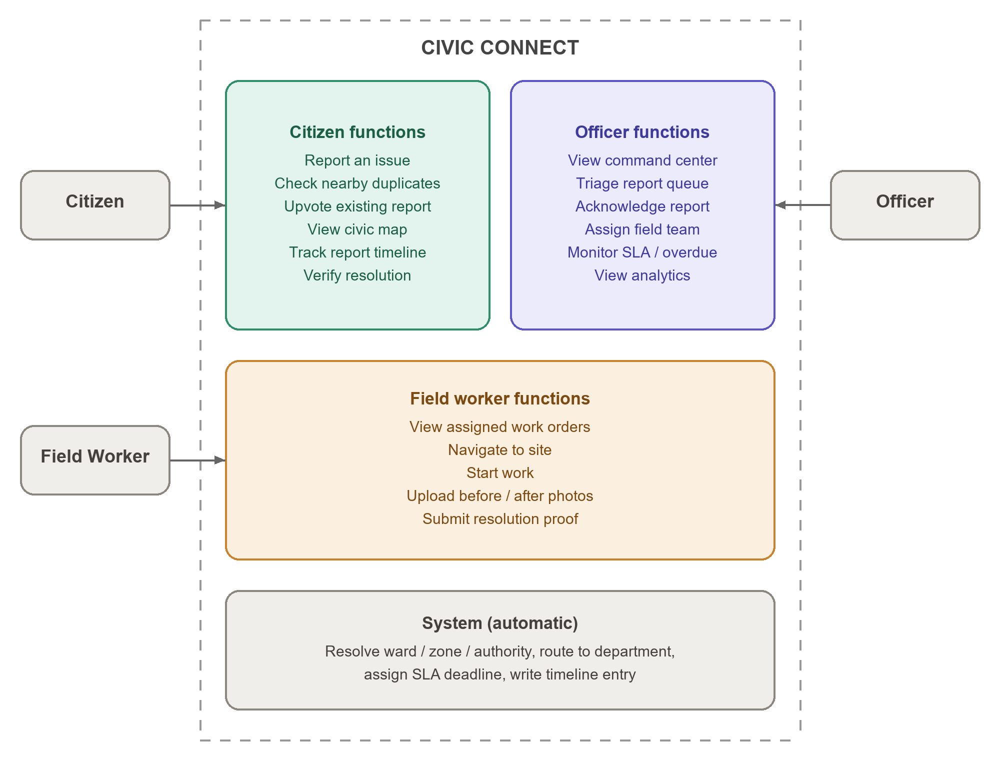 CIVIC CONNECT
Citizen functions
Report an issue
Check nearby duplicates
Upvote existing report
View civic map
Track report timeline
Verify resolution
Officer functions
View command center
Triage report queue
Acknowledge report
Assign field team
Monitor SLA / overdue
View analytics
Citizen
Officer
Field worker functions
View assigned work orders
Navigate to site
Start work
Upload before / after photos
Submit resolution proof
Field Worker
System (automatic)
Resolve ward / zone / authority, route to department,
assign SLA deadline, write timeline entry